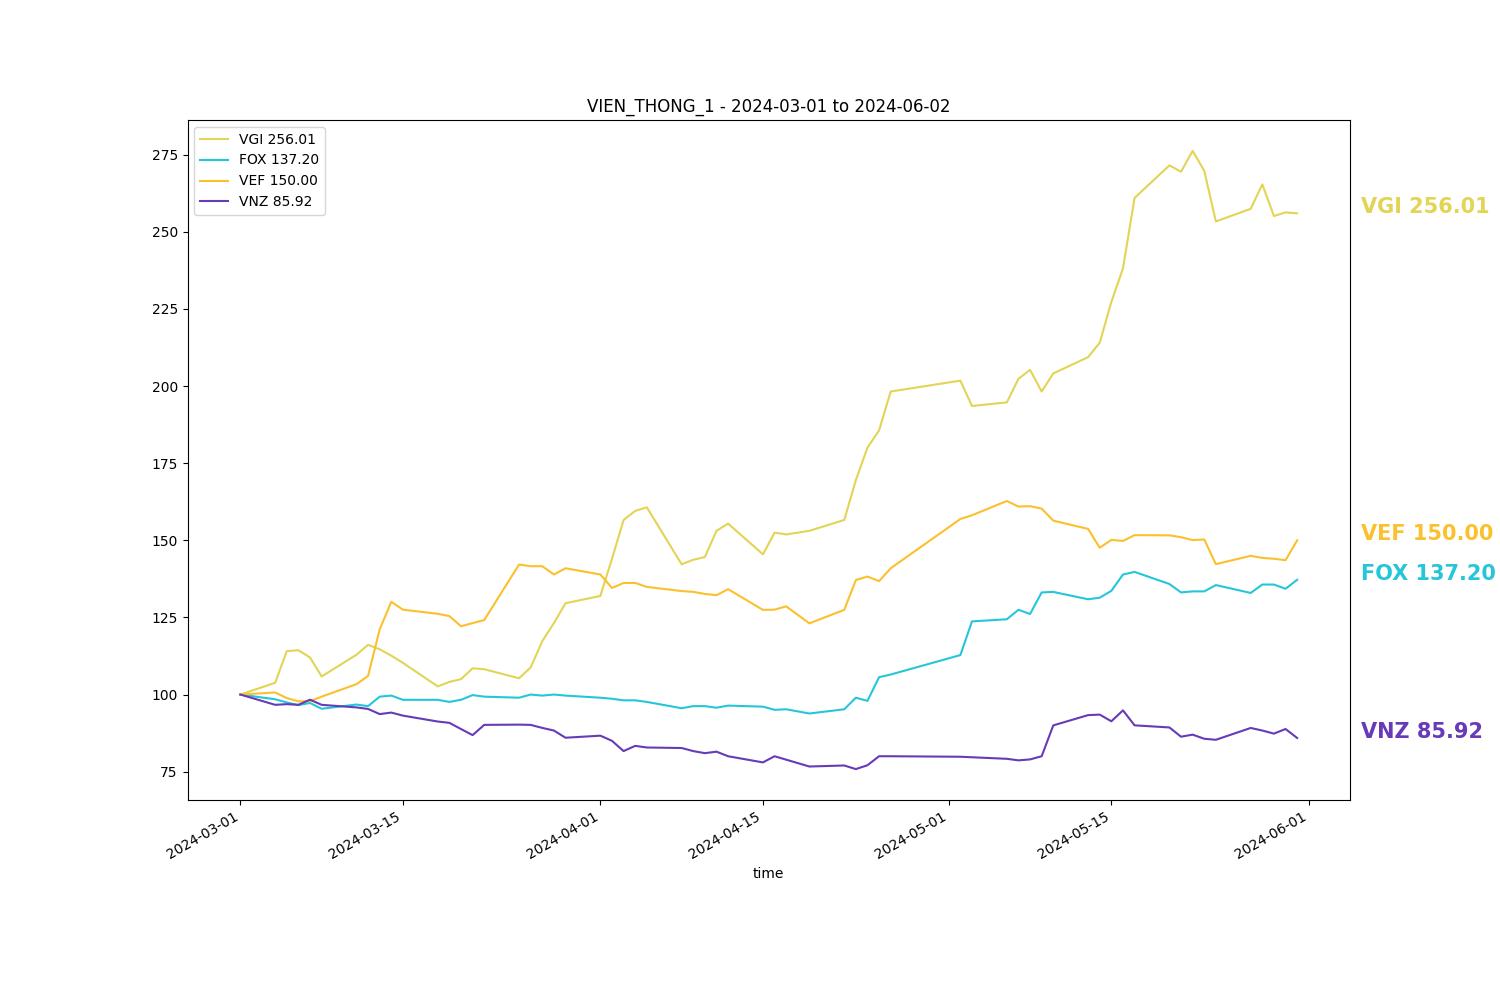 VIEN_THONG_1 - 2024-03-01 to 2024-06-02
VGI 256.01
FOX 137.20
VEF 150.00
VNZ 85.92
275
250
225
200
175
150
125
100
75
VGI 256.01
VEF 150.00
FOX 137.20
VNZ 85.92
2024-03-01
2024-03-15
2024-04-01
2024-04-15
2024-05-01
2024-05-15
2024-06-01
time